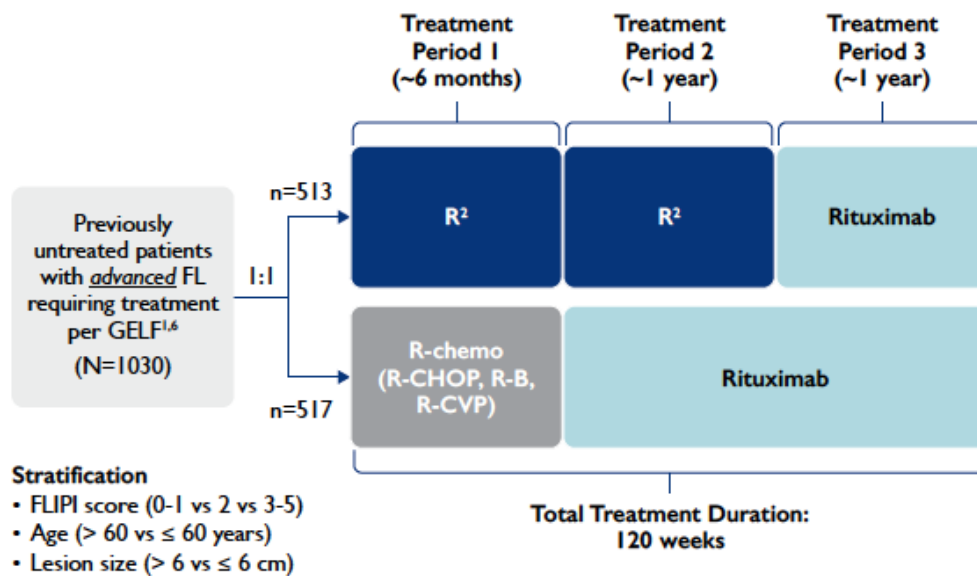 Treatment
Period 1
(~6 months)
Treatment
Period 2
(~1 year)
Treatment
Period 3
(~1 year)
Previously
untreated patients
with advanced FL
requiring treatment
per GELF¹,⁶
(N=1030)
1:1
n=513
R²
R²
Rituximab
n=517
R-chemo
(R-CHOP, R-B,
R-CVP)
Rituximab
Total Treatment Duration:
120 weeks
Stratification
• FLIPI score (0-1 vs 2 vs 3-5)
• Age (> 60 vs ≤ 60 years)
• Lesion size (> 6 vs ≤ 6 cm)